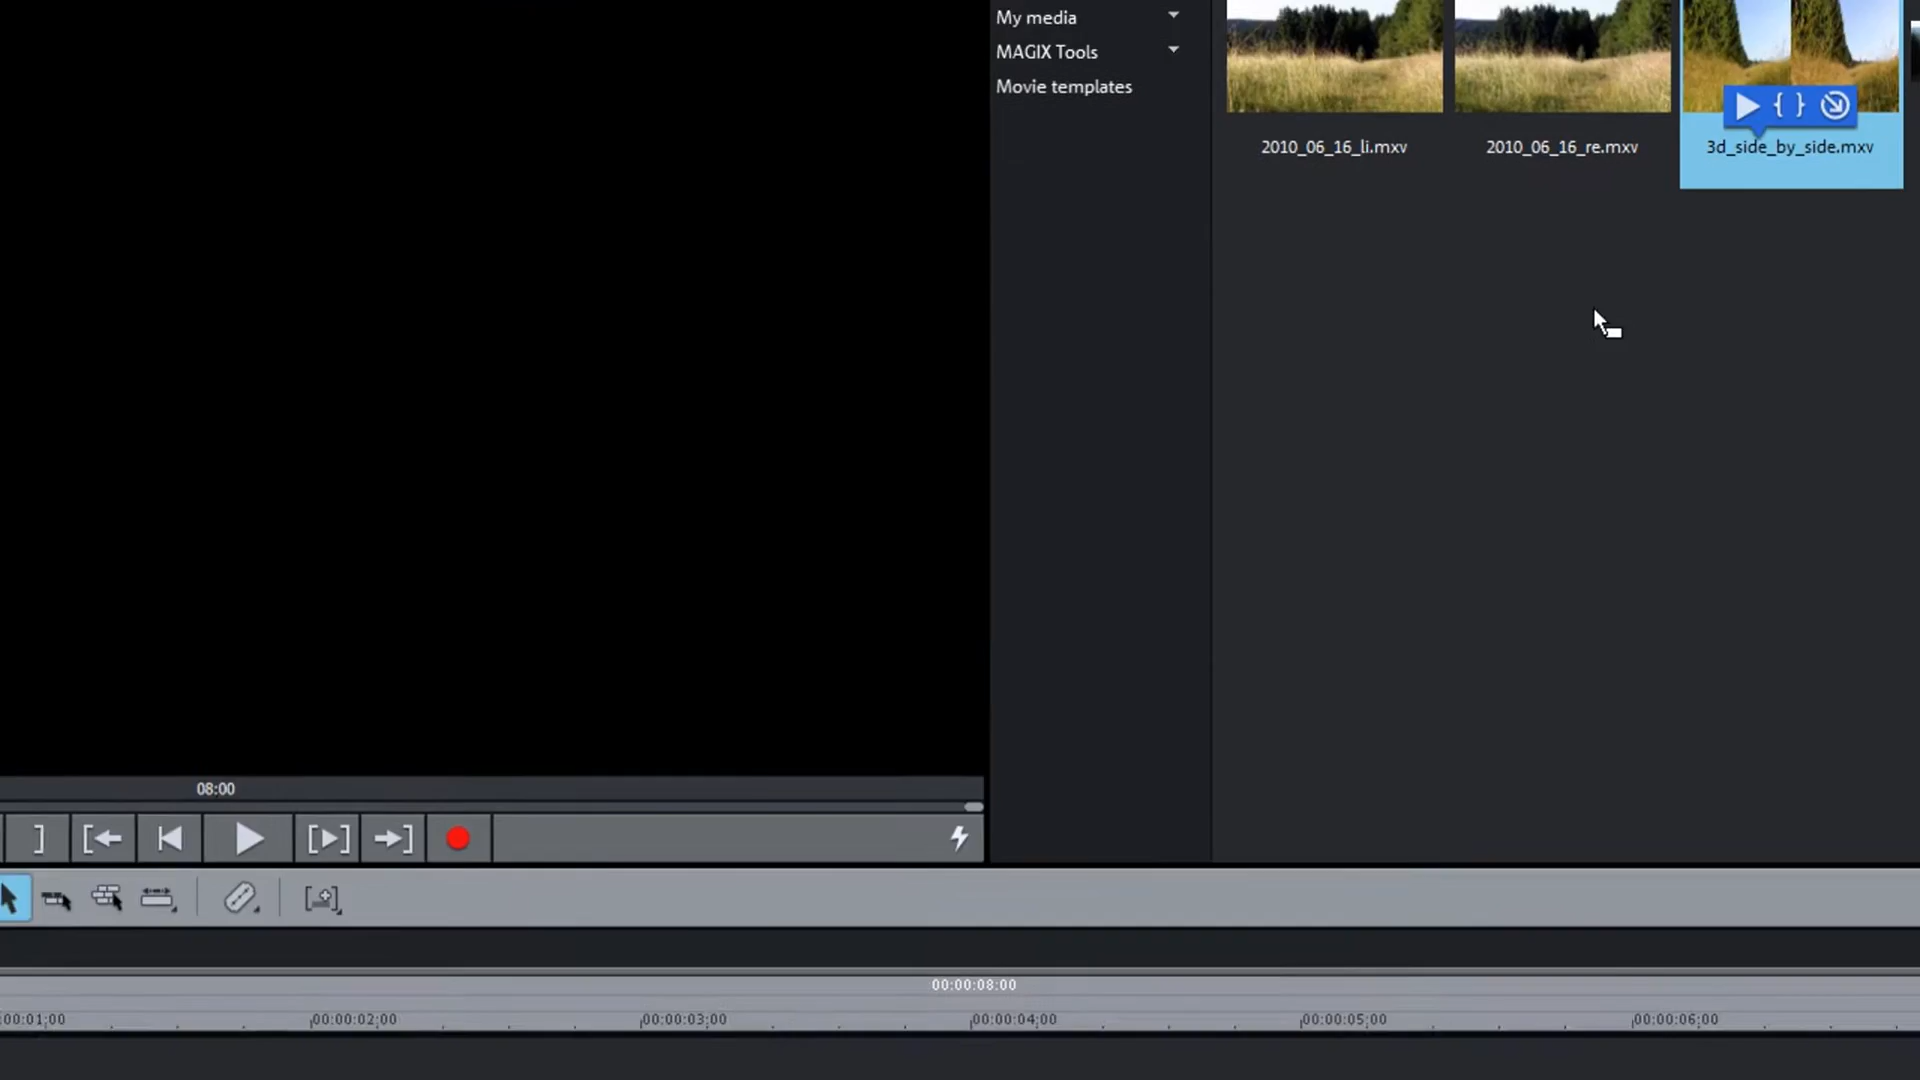 My media
MAGIX Tools
Movie templates
2010_06_16_li.mxv
2010_06_16_re.mxv
3d_side_by_side.mxv
08:00
00:00:08:00
00:01;00
00:00:02;00
00:00:03;00
00:00:04;00
00:00:05;00
00:00:06;00